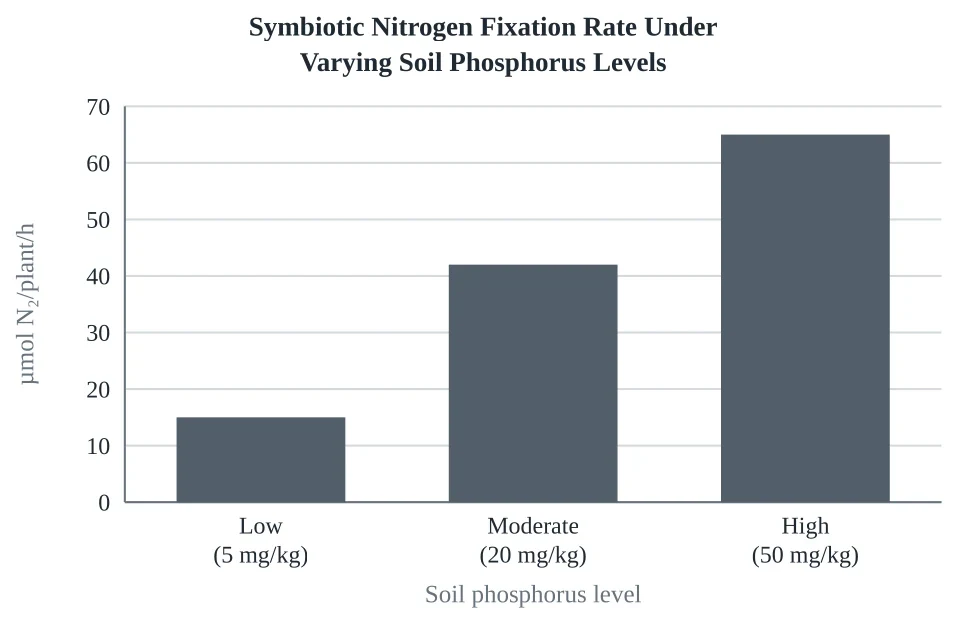 Symbiotic Nitrogen Fixation Rate Under
Varying Soil Phosphorus Levels
µmol N₂/plant/h
70
60
50
40
30
20
10
0
Low
(5 mg/kg)
Moderate
(20 mg/kg)
High
(50 mg/kg)
Soil phosphorus level